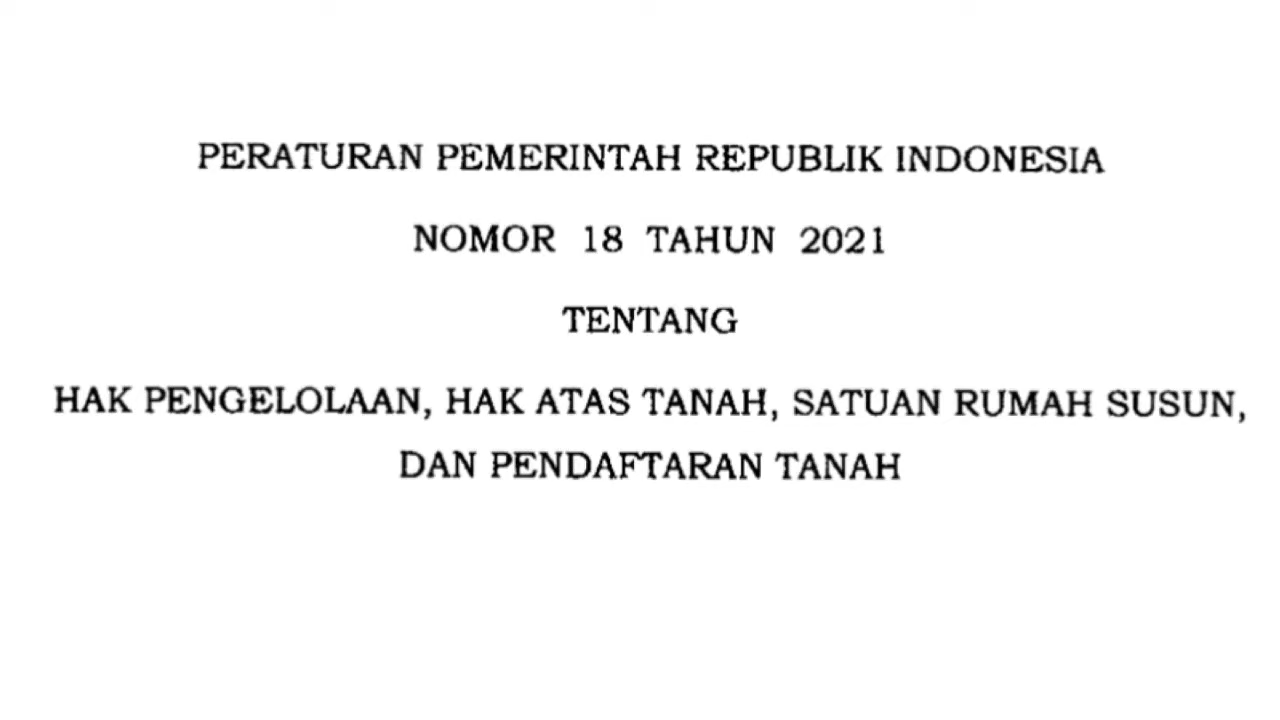 PERATURAN PEMERINTAH REPUBLIK INDONESIA
NOMOR 18 TAHUN 2021
TENTANG
HAK PENGELOLAAN, HAK ATAS TANAH, SATUAN RUMAH SUSUN,
DAN PENDAFTARAN TANAH